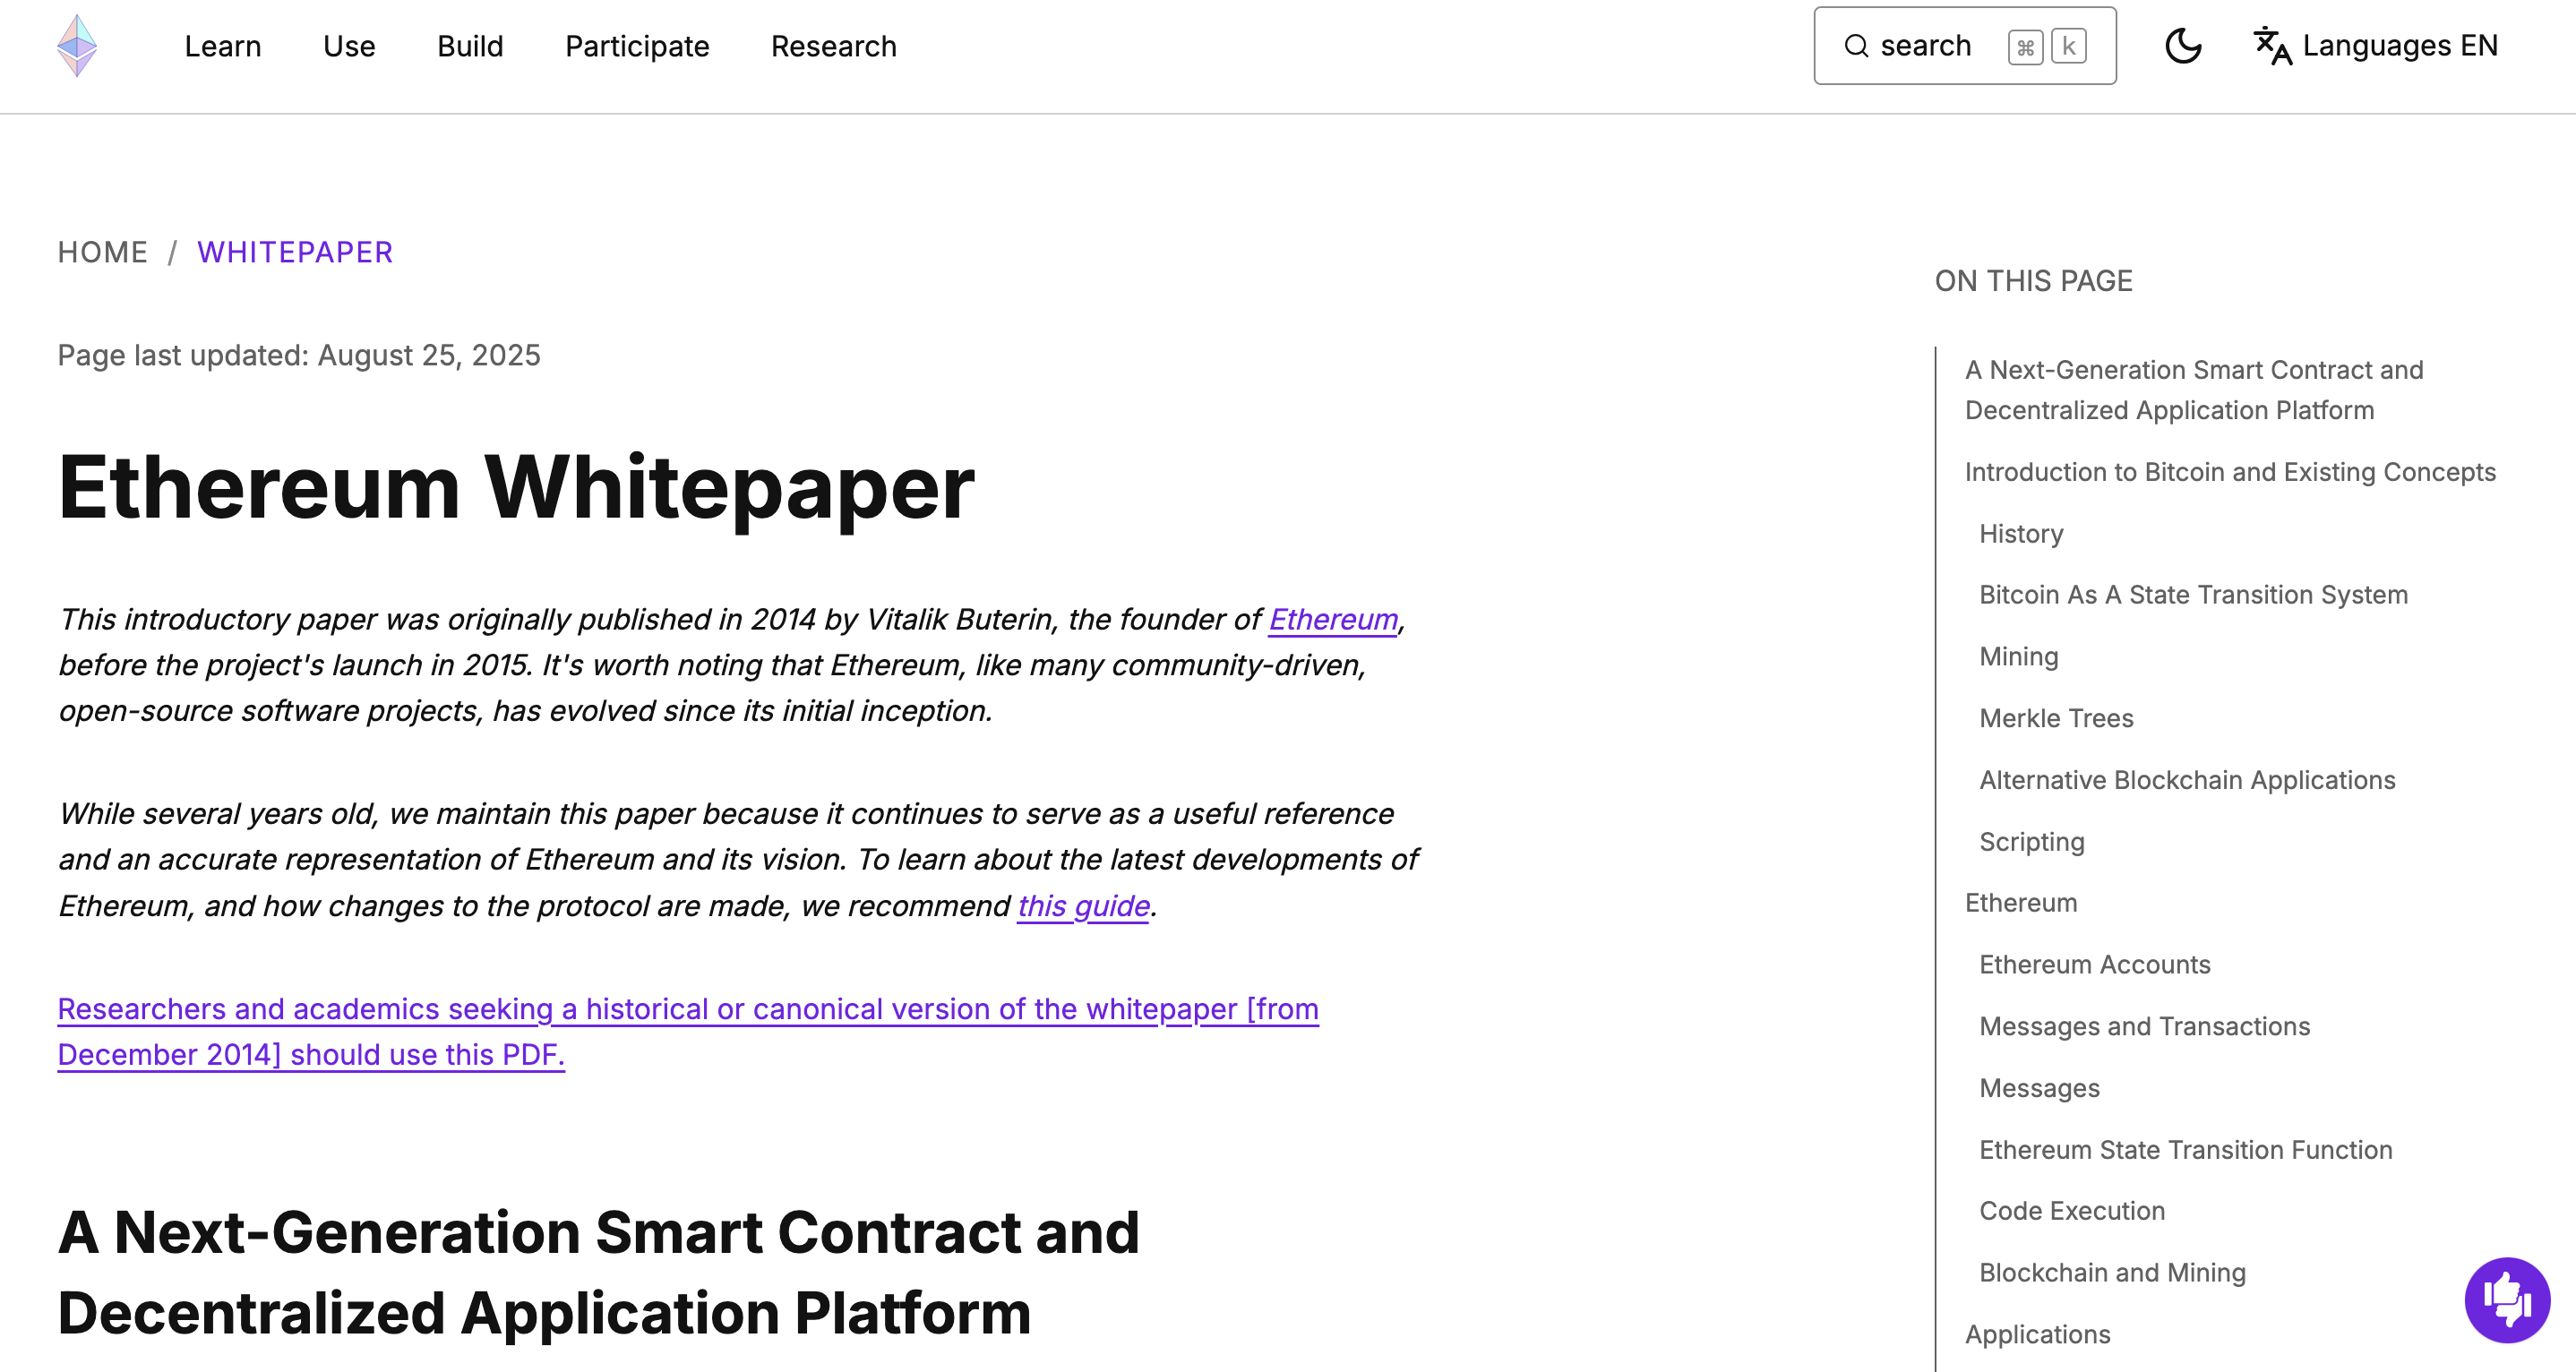 Learn Use Build Participate Research search ⌘ k Languages EN
HOME / WHITEPAPER
Page last updated: August 25, 2025
Ethereum Whitepaper
This introductory paper was originally published in 2014 by Vitalik Buterin, the founder of Ethereum,
before the project's launch in 2015. It's worth noting that Ethereum, like many community-driven,
open-source software projects, has evolved since its initial inception.
While several years old, we maintain this paper because it continues to serve as a useful reference
and an accurate representation of Ethereum and its vision. To learn about the latest developments of
Ethereum, and how changes to the protocol are made, we recommend this guide.
Researchers and academics seeking a historical or canonical version of the whitepaper [from
December 2014] should use this PDF.
A Next-Generation Smart Contract and
Decentralized Application Platform
ON THIS PAGE
A Next-Generation Smart Contract and
Decentralized Application Platform
Introduction to Bitcoin and Existing Concepts
History
Bitcoin As A State Transition System
Mining
Merkle Trees
Alternative Blockchain Applications
Scripting
Ethereum
Ethereum Accounts
Messages and Transactions
Messages
Ethereum State Transition Function
Code Execution
Blockchain and Mining
Applications